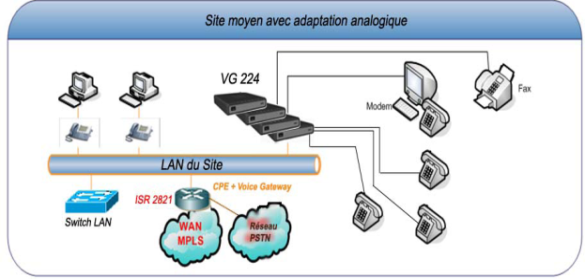 Site moyen avec adaptation analogique
VG 224
Fax
Modem
LAN du Site
CPE + Voice Gateway
ISR 2821
Switch LAN
WAN
MPLS
Réseau
PSTN